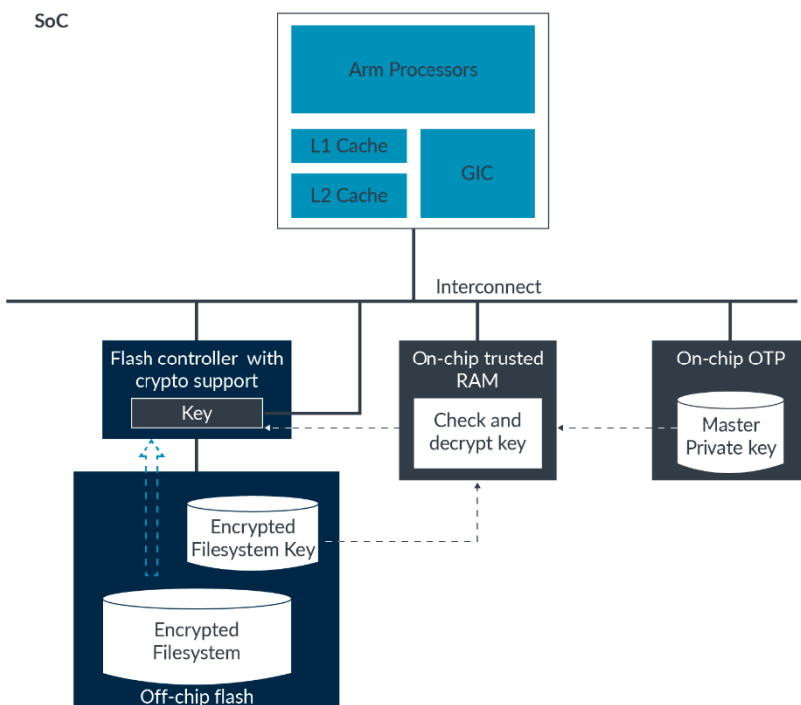 SoC
Arm Processors
L1 Cache
L2 Cache
GIC
Interconnect
Flash controller with
crypto support
Key
On-chip trusted
RAM
Check and
decrypt key
On-chip OTP
Master
Private key
Encrypted
Filesystem Key
Encrypted
Filesystem
Off-chip flash